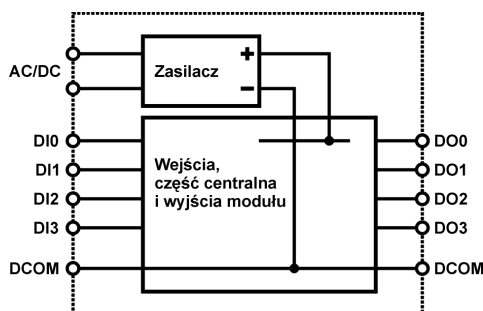 AC/DC
Zasilacz
+
−
DI0
DI1
DI2
DI3
DCOM
Wejścia,
część centralna
i wyjścia modułu
DO0
DO1
DO2
DO3
DCOM